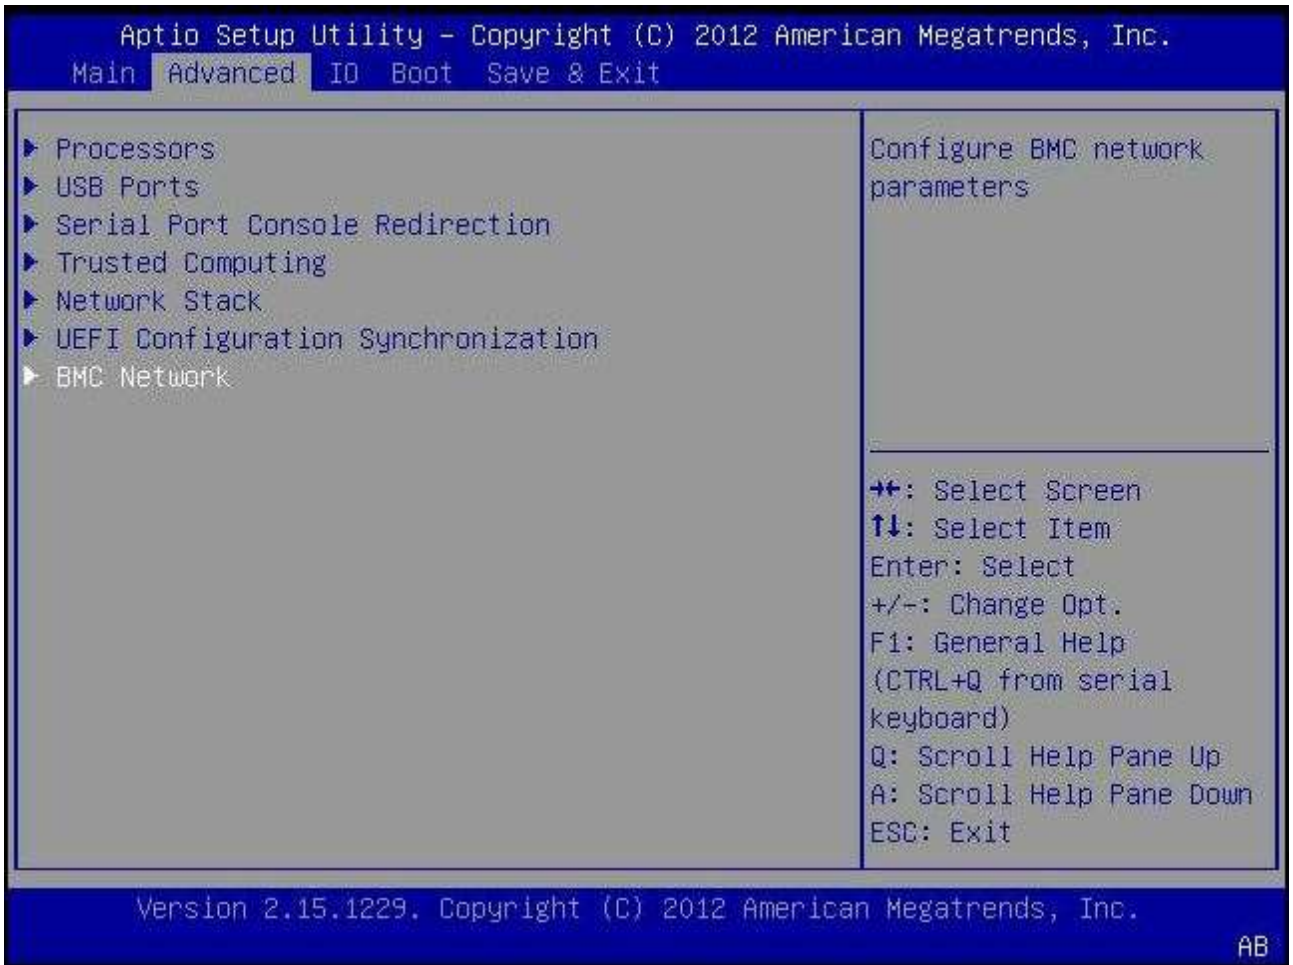 Aptio Setup Utility – Copyright (C) 2012 American Megatrends, Inc.
Main Advanced IO Boot Save & Exit
Processors
USB Ports
Serial Port Console Redirection
Trusted Computing
Network Stack
UEFI Configuration Synchronization
BMC Network
Configure BMC network
parameters
→←: Select Screen
↑↓: Select Item
Enter: Select
+/-: Change Opt.
F1: General Help
(CTRL+Q from serial
keyboard)
Q: Scroll Help Pane Up
A: Scroll Help Pane Down
ESC: Exit
Version 2.15.1229. Copyright (C) 2012 American Megatrends, Inc.
AB